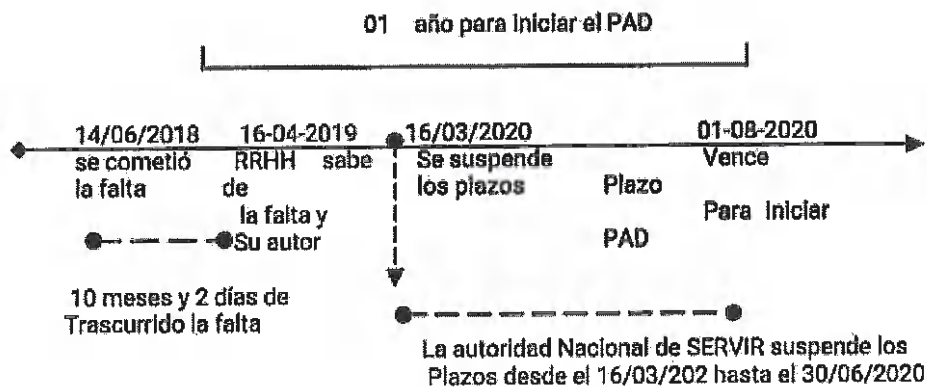 01 año para iniciar el PAD
14/06/2018
se cometió
la falta
16-04-2019
RRHH sabe
de
la falta y
Su autor
16/03/2020
Se suspende
los plazos
01-08-2020
Vence
Plazo
Para iniciar
PAD
10 meses y 2 días de
Trascurrido la falta
La autoridad Nacional de SERVIR suspende los
Plazos desde el 16/03/202 hasta el 30/06/2020